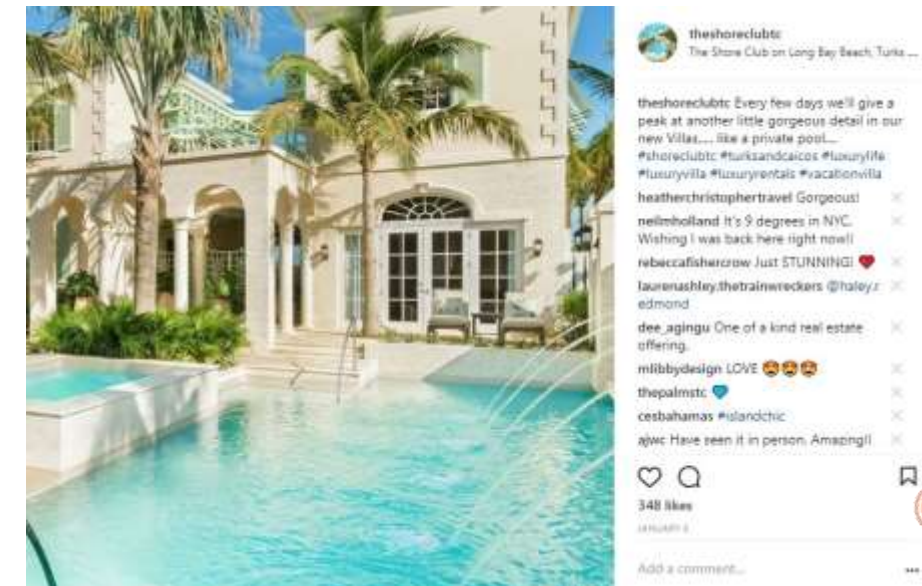 theshoreclubtc
The Shore Club on Long Bay Beach, Turks ...
theshoreclubtc Every few days we'll give a
peak at another little gorgeous detail in our
new Villas.... like a private pool....
#shoreclubtc #turksandcaicos #luxurylife
#luxuryvilla #luxuryrentals #vacationvilla
heatherchristophertravel Gorgeous!
neilmholland It's 9 degrees in NYC.
Wishing I was back here right now!!
rebeccafishercrow Just STUNNING! ❤️
laurenashley.thetrainwreckers @haley.r
edmond
dee_agingu One of a kind real estate
offering.
mlibbydesign LOVE 😍😍😍
thepalmstc 💙
cesbahamas #islandchic
ajwc Have seen it in person. Amazing!!
348 likes
JANUARY
Add a comment...